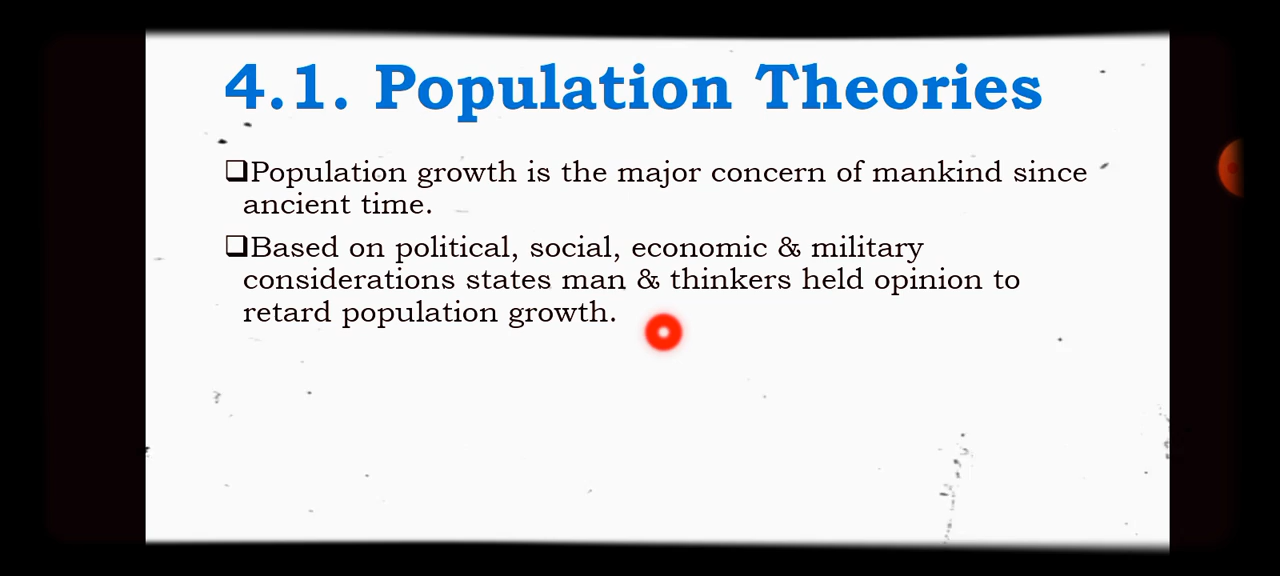 4.1. Population Theories
❑Population growth is the major concern of mankind since
ancient time.
❑Based on political, social, economic & military
considerations states man & thinkers held opinion to
retard population growth.